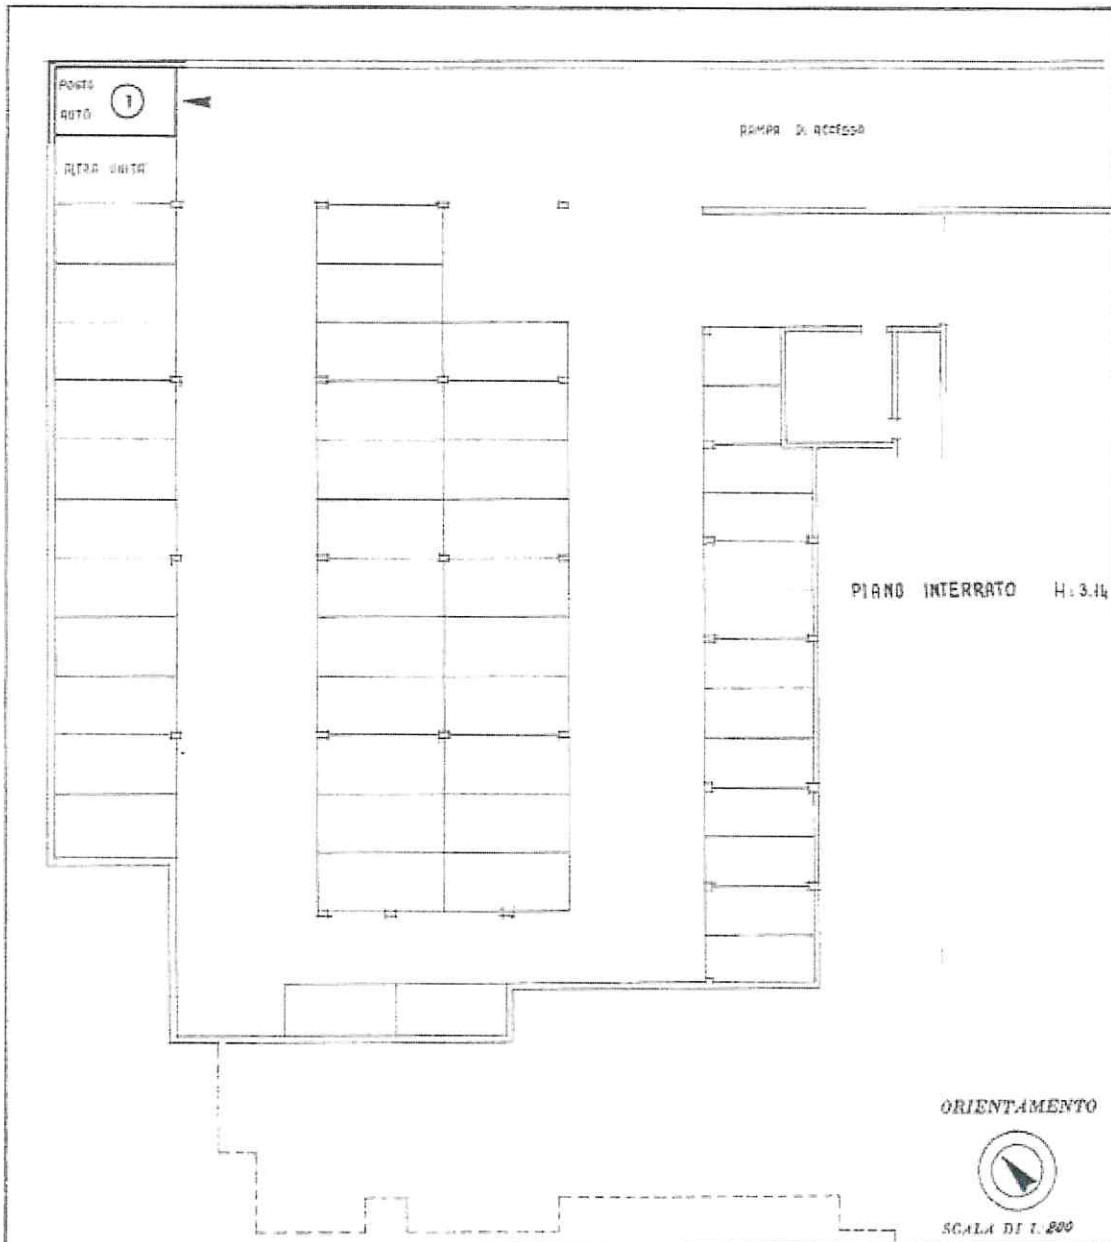 POSTO
AUTO
1
ALTRA UNITA'
RAMPA DI ACCESSO
PIANO INTERRATO H: 3.14
ORIENTAMENTO
SCALA DI 1:200